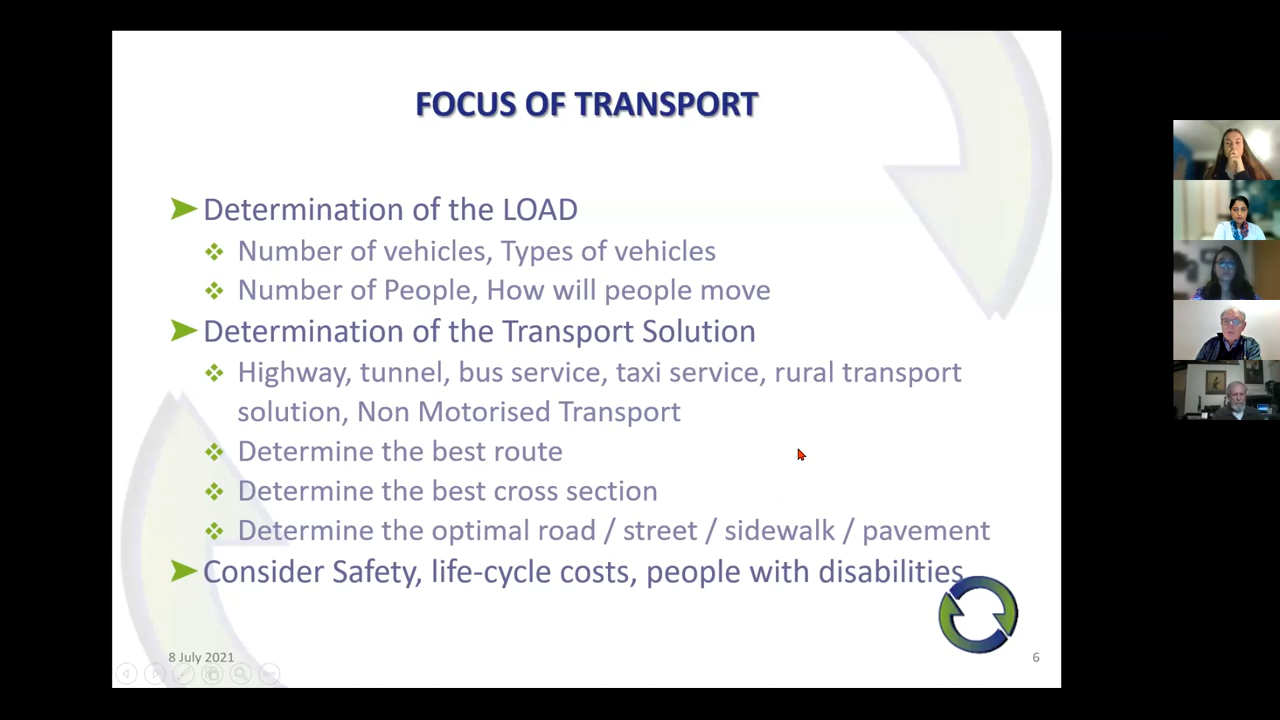 FOCUS OF TRANSPORT
Determination of the LOAD
Number of vehicles, Types of vehicles
Number of People, How will people move
Determination of the Transport Solution
Highway, tunnel, bus service, taxi service, rural transport
solution, Non Motorised Transport
Determine the best route
Determine the best cross section
Determine the optimal road / street / sidewalk / pavement
Consider Safety, life-cycle costs, people with disabilities
8 July 2021
6